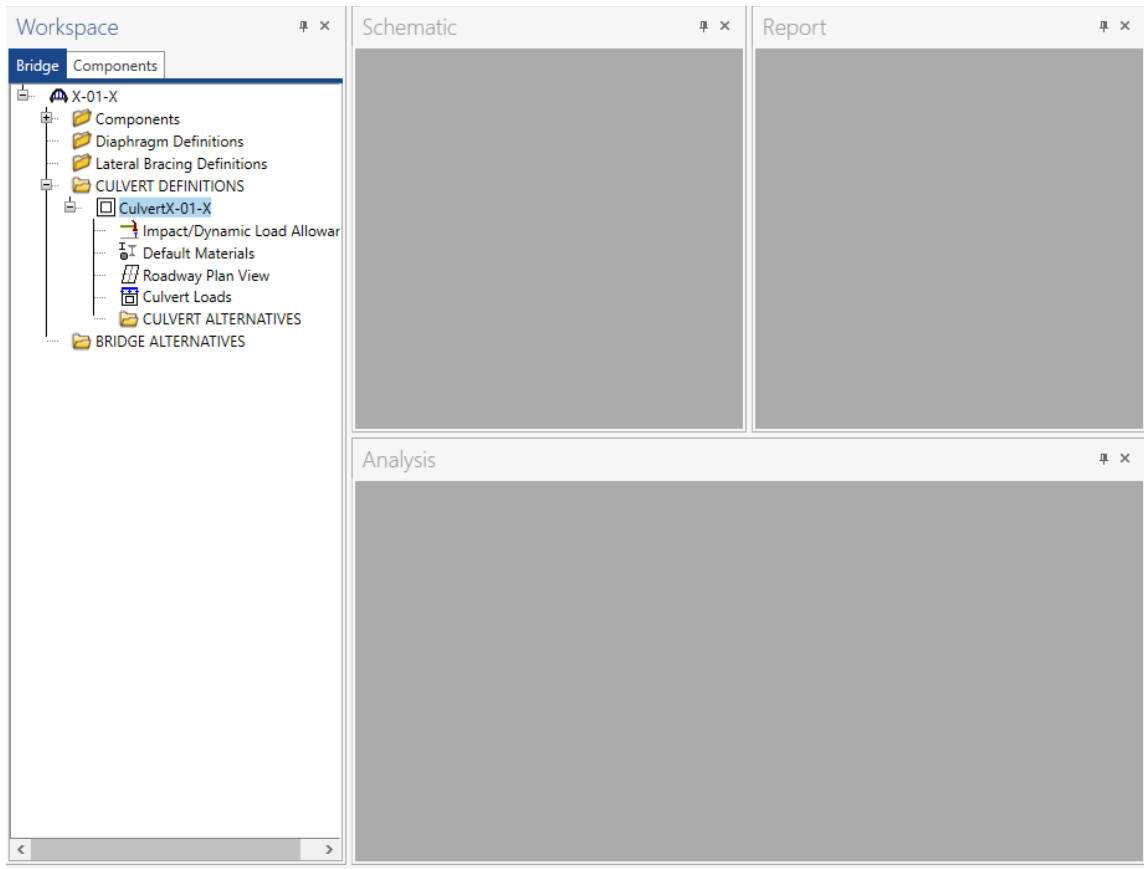 Workspace
Bridge Components
X-01-X
Components
Diaphragm Definitions
Lateral Bracing Definitions
CULVERT DEFINITIONS
CulvertX-01-X
Impact/Dynamic Load Allowar
Default Materials
Roadway Plan View
Culvert Loads
CULVERT ALTERNATIVES
BRIDGE ALTERNATIVES
Schematic
Report
Analysis